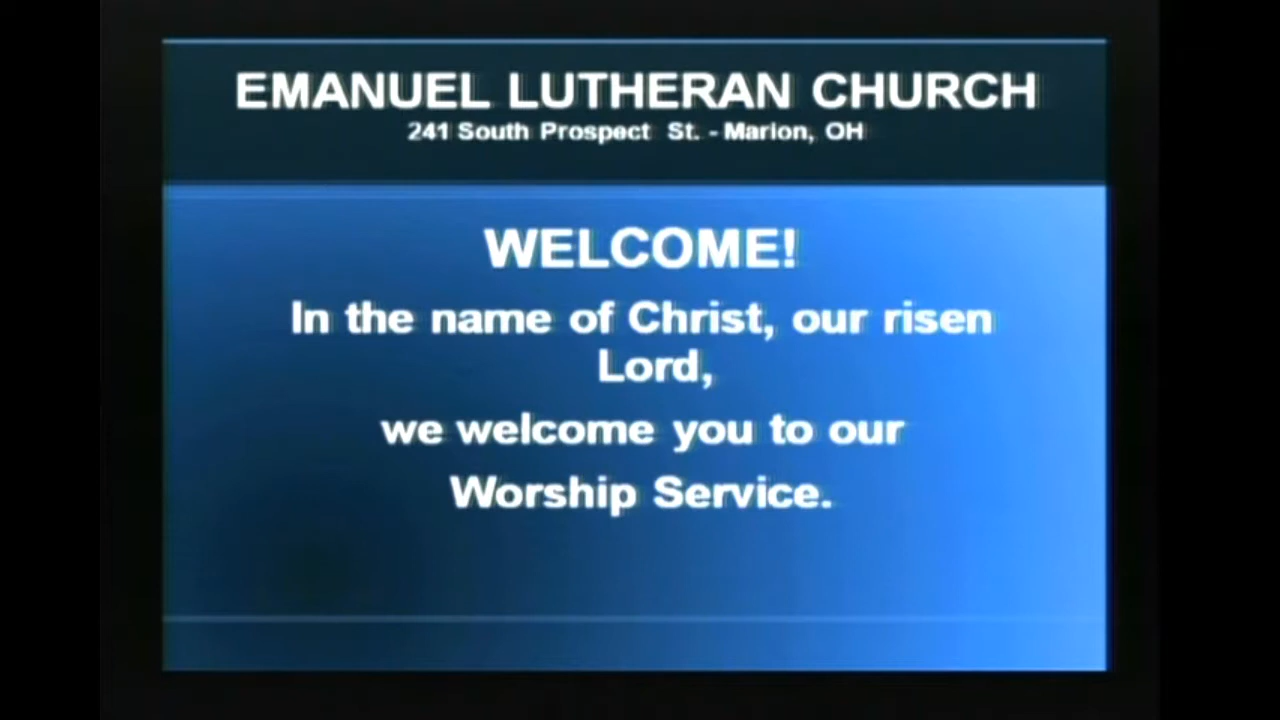 EMANUEL LUTHERAN CHURCH
241 South Prospect St. - Marion, OH
WELCOME!
In the name of Christ, our risen
Lord,
we welcome you to our
Worship Service.